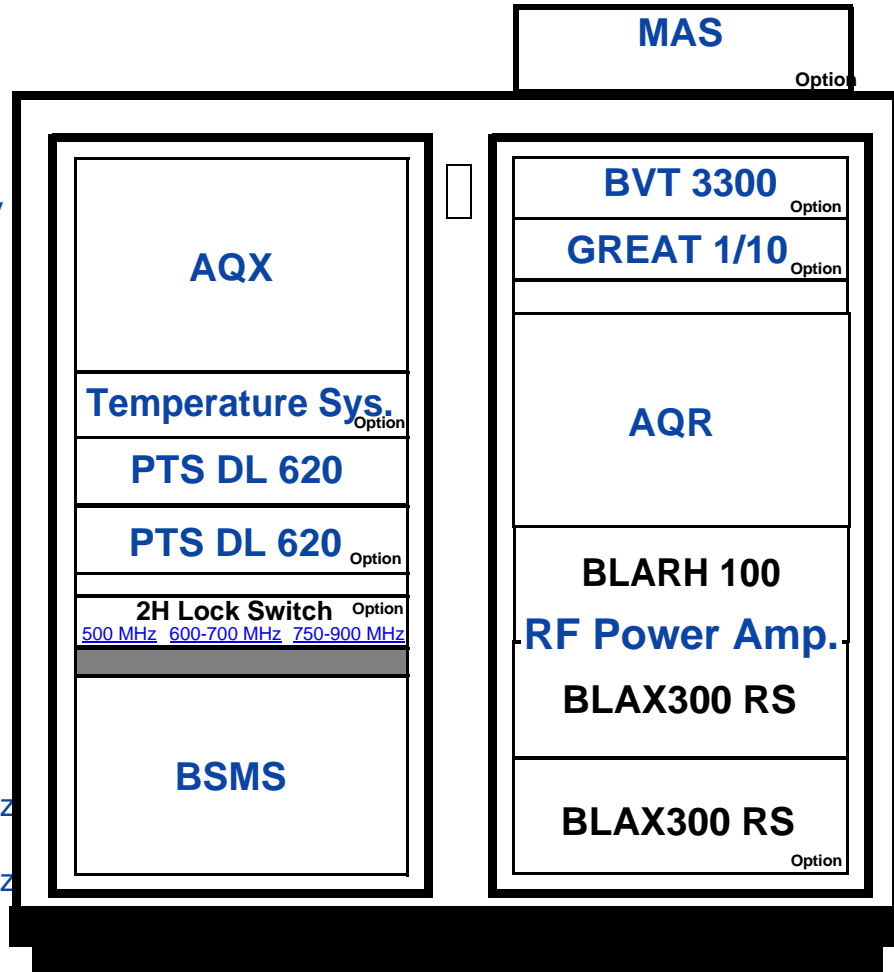 MAS
Option
AQX
Temperature Sys.
Option
PTS DL 620
PTS DL 620
Option
2H Lock Switch Option
500 MHz 600-700 MHz 750-900 MHz
BSMS
BVT 3300
Option
GREAT 1/10
Option
AQR
BLARH 100
RF Power Amp.
BLAX300 RS
BLAX300 RS
Option